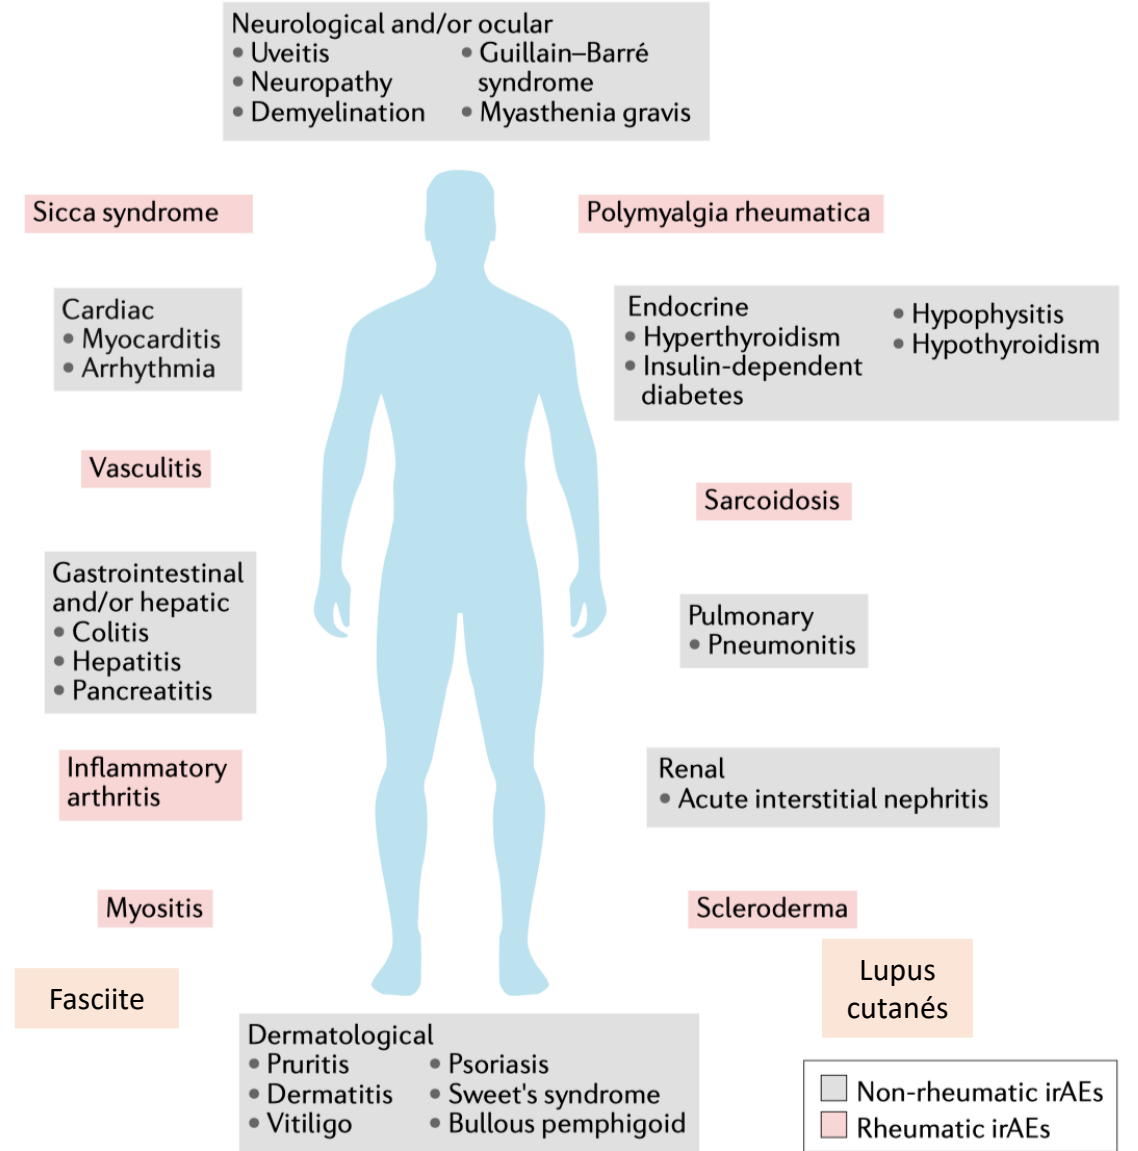 Neurological and/or ocular
• Uveitis
• Neuropathy
• Demyelination
• Guillain–Barré
syndrome
• Myasthenia gravis
Sicca syndrome
Polymyalgia rheumatica
Cardiac
• Myocarditis
• Arrhythmia
Endocrine
• Hyperthyroidism
• Insulin-dependent
diabetes
• Hypophysitis
• Hypothyroidism
Vasculitis
Sarcoidosis
Gastrointestinal
and/or hepatic
• Colitis
• Hepatitis
• Pancreatitis
Pulmonary
• Pneumonitis
Inflammatory
arthritis
Renal
• Acute interstitial nephritis
Myositis
Scleroderma
Fasciite
Lupus
cutanés
Dermatological
• Pruritis
• Dermatitis
• Vitiligo
• Psoriasis
• Sweet's syndrome
• Bullous pemphigoid
Non-rheumatic irAEs
Rheumatic irAEs